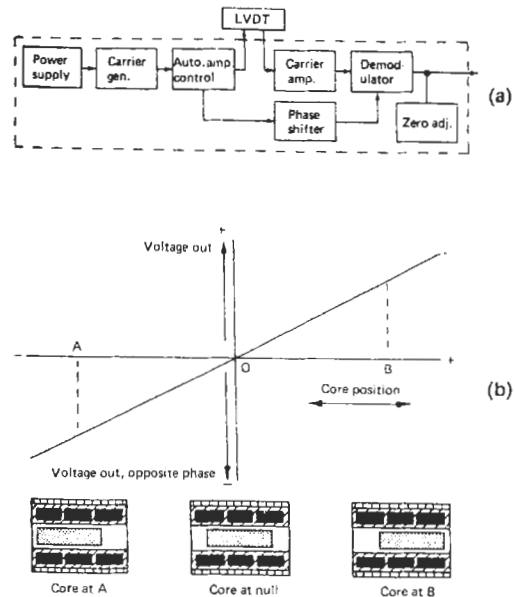 LVDT
Power
supply
Carrier
gen.
Auto.amp
control
Carrier
amp.
Demod-
ulator
Phase
shifter
Zero adj.
(a)
+
Voltage out
A
-
O
B
+
Core position
(b)
Voltage out, opposite phase
-
Core at A
Core at null
Core at B